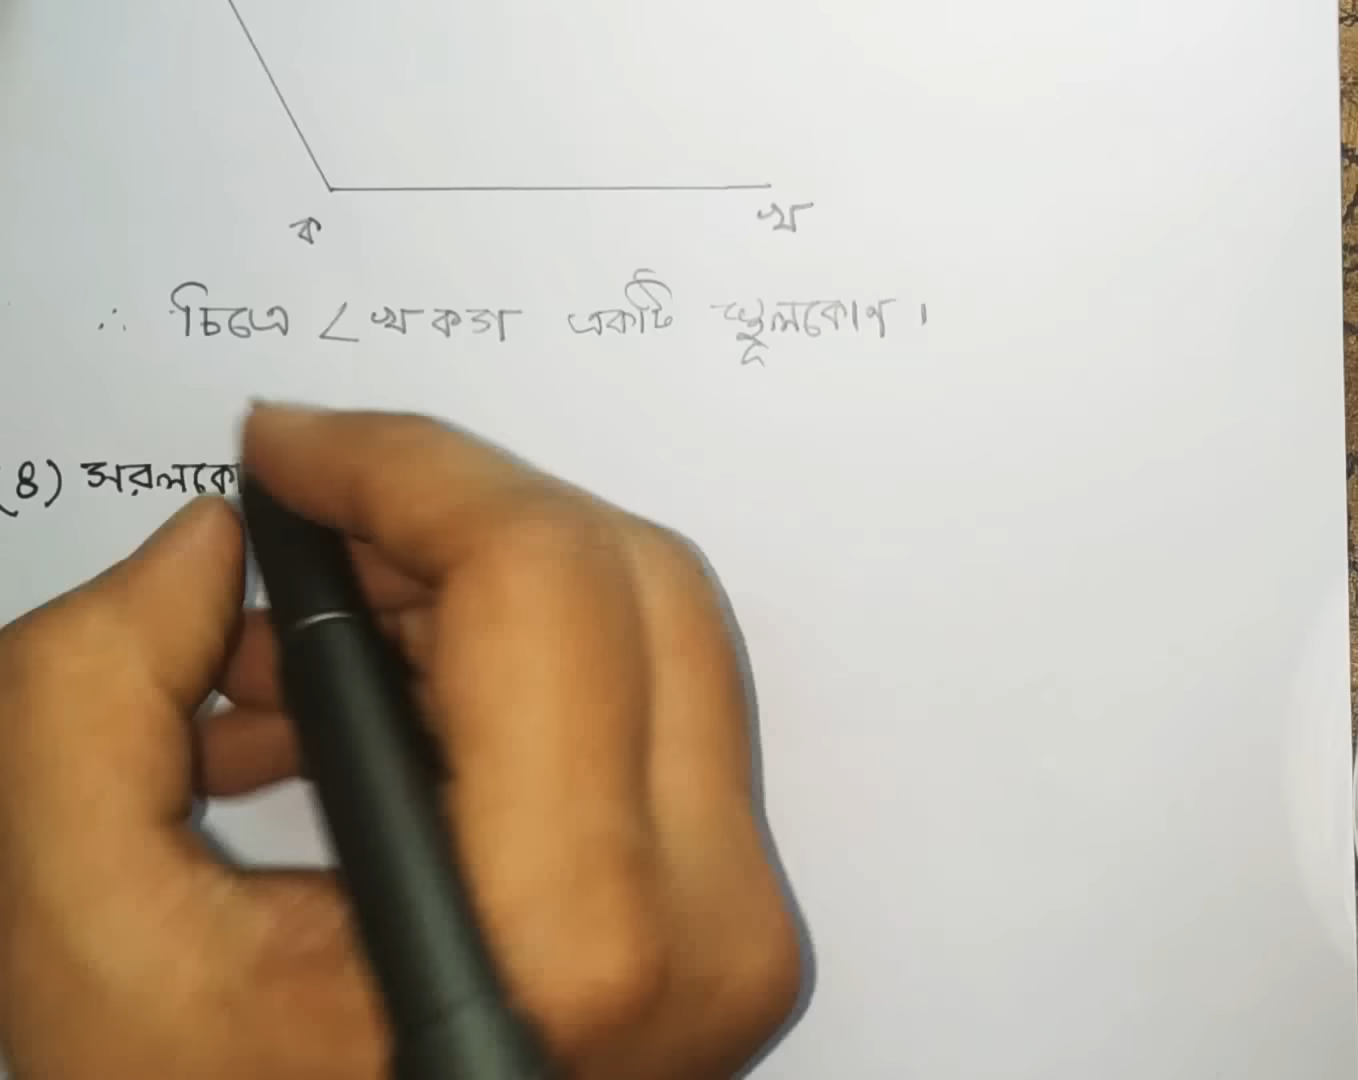 ক খ
∴ চিত্রে ∠খকগ একটি স্থূলকোণ।
(৪) সরলকো